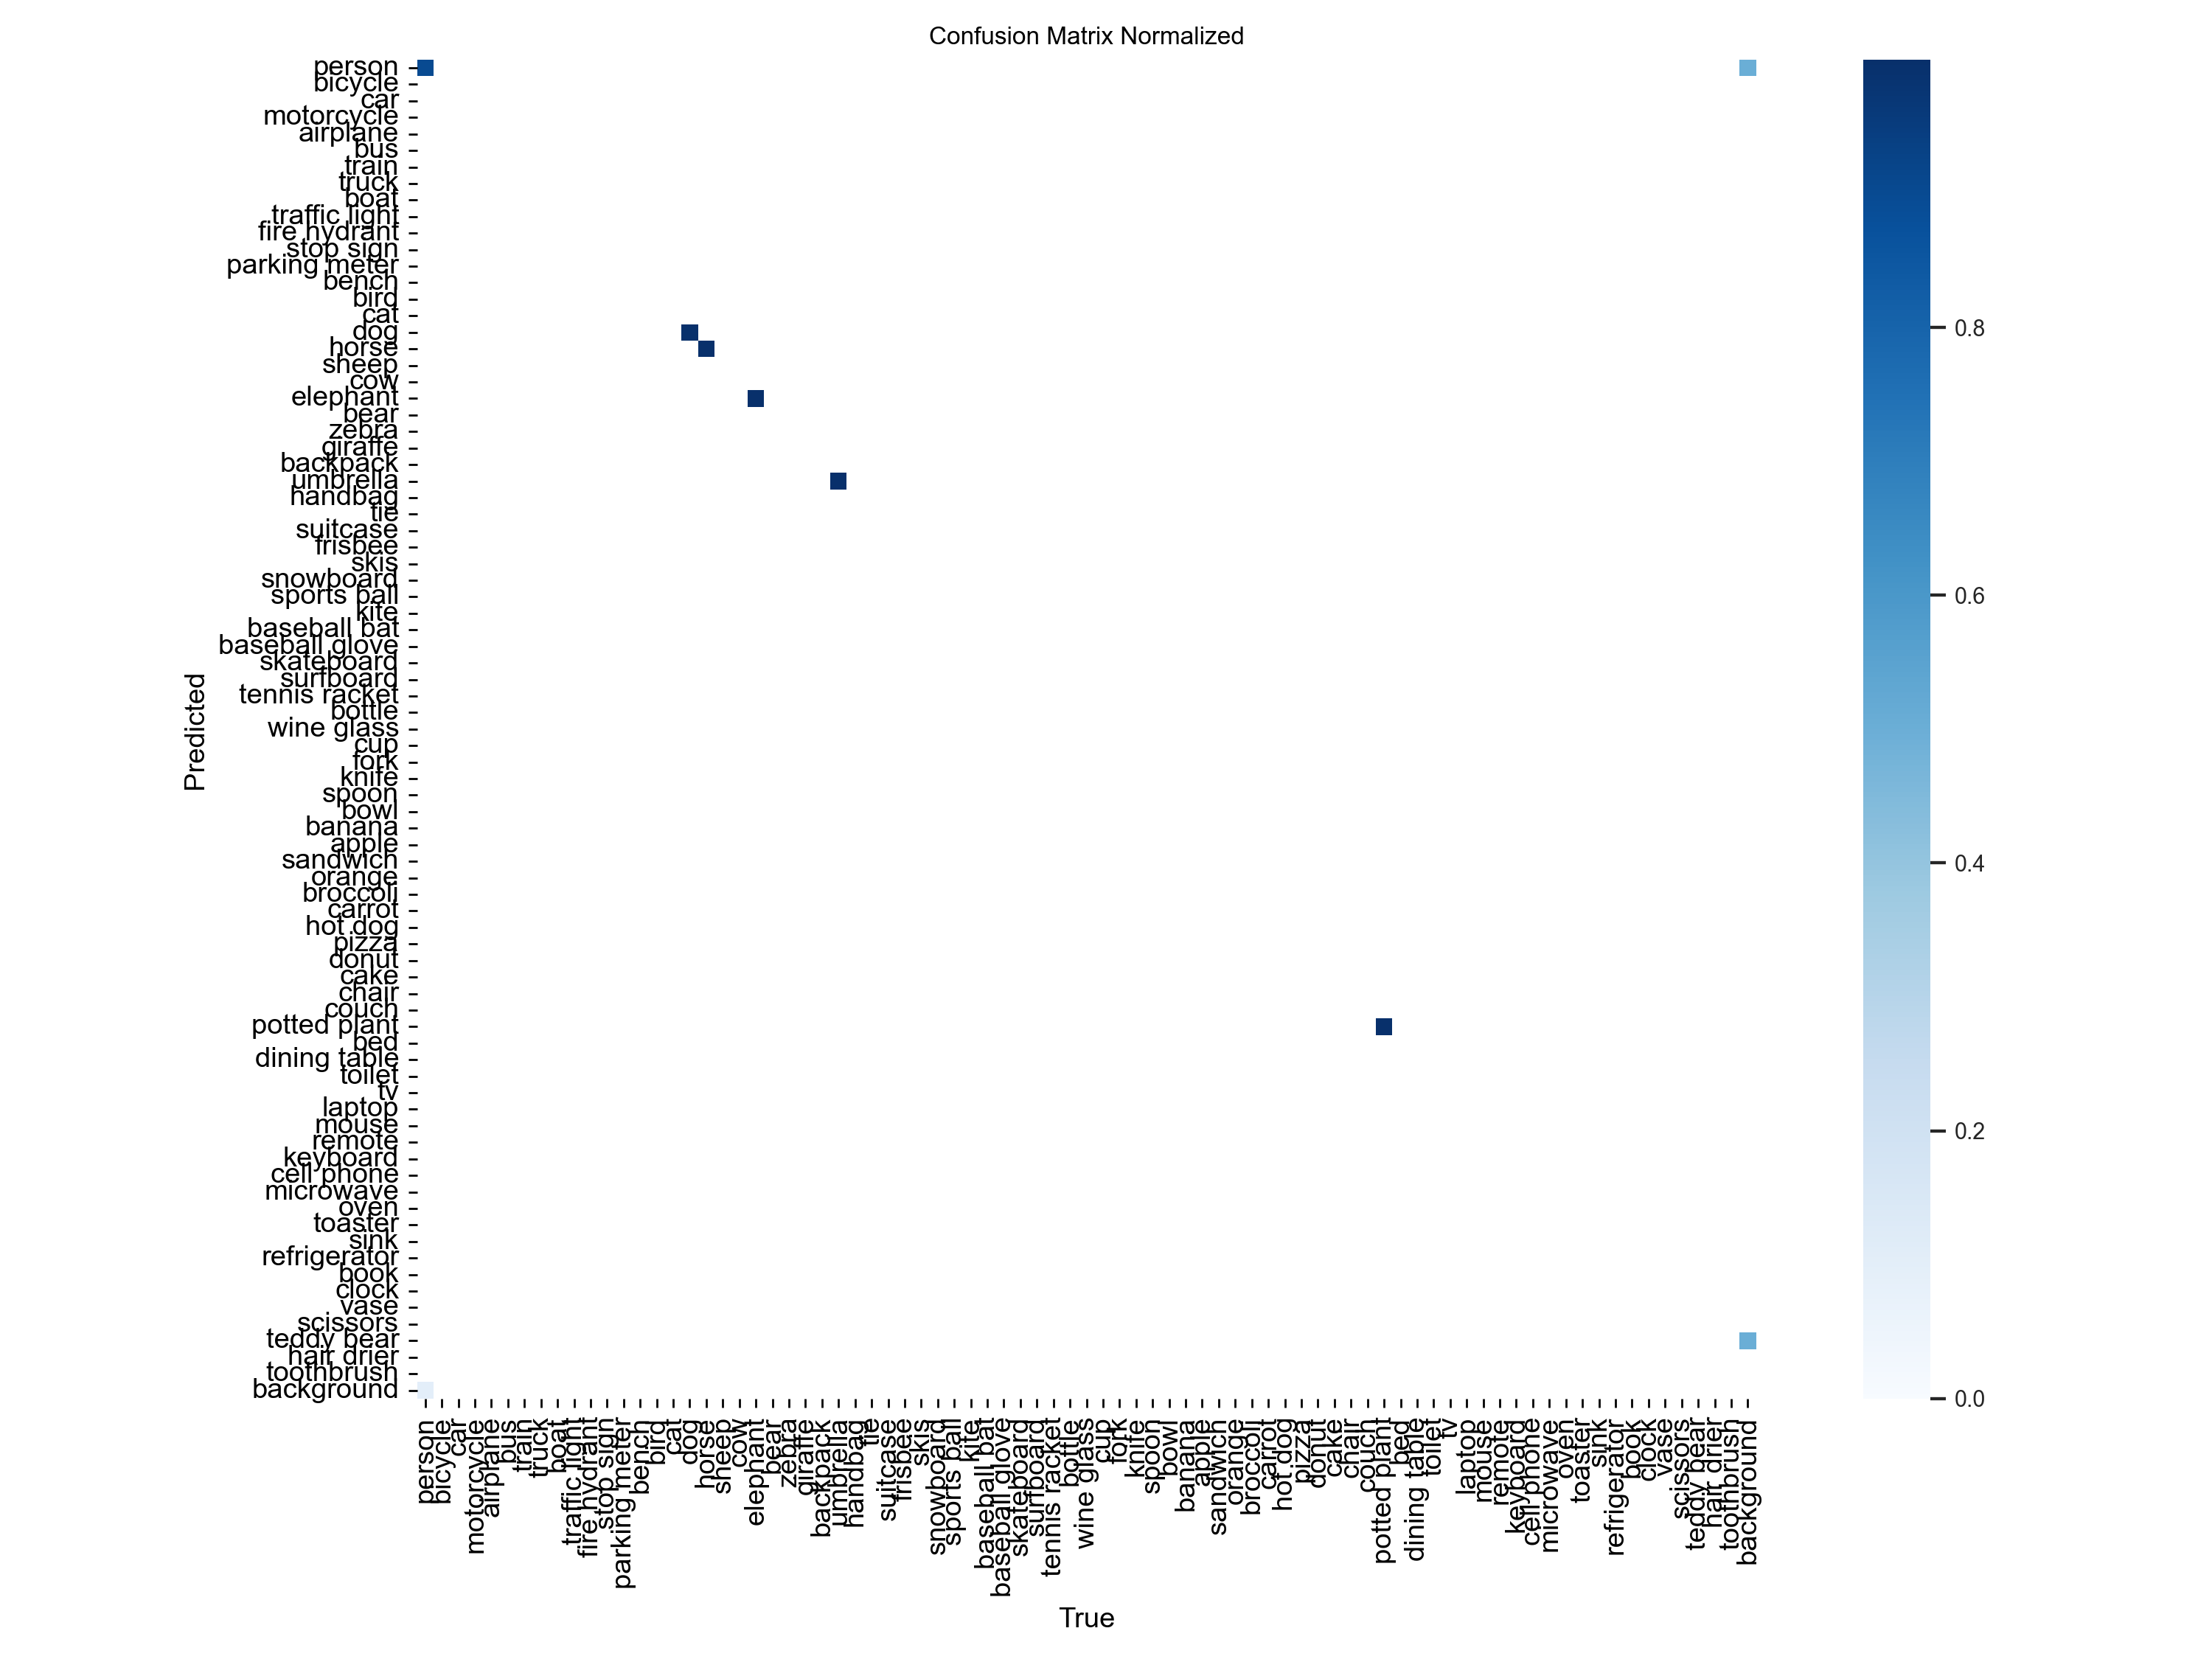 Confusion Matrix Normalized
person
bicycle
car
motorcycle
airplane
bus
train
truck
boat
traffic light
fire hydrant
stop sign
parking meter
bench
bird
cat
dog
horse
sheep
cow
elephant
bear
zebra
giraffe
backpack
umbrella
handbag
tie
suitcase
frisbee
skis
snowboard
sports ball
kite
baseball bat
baseball glove
skateboard
surfboard
tennis racket
bottle
wine glass
cup
fork
knife
spoon
bowl
banana
apple
sandwich
orange
broccoli
carrot
hot dog
pizza
donut
cake
chair
couch
potted plant
bed
dining table
toilet
tv
laptop
mouse
remote
keyboard
cell phone
microwave
oven
toaster
sink
refrigerator
book
clock
vase
scissors
teddy bear
hair drier
toothbrush
background
Predicted
person
bicycle
car
motorcycle
airplane
bus
train
truck
boat
traffic light
fire hydrant
stop sign
parking meter
bench
bird
cat
dog
horse
sheep
cow
elephant
bear
zebra
giraffe
backpack
umbrella
handbag
tie
suitcase
frisbee
skis
snowboard
sports ball
kite
baseball bat
baseball glove
skateboard
surfboard
tennis racket
bottle
wine glass
cup
fork
knife
spoon
bowl
banana
apple
sandwich
orange
broccoli
carrot
hot dog
pizza
donut
cake
chair
couch
potted plant
bed
dining table
toilet
tv
laptop
mouse
remote
keyboard
cell phone
microwave
oven
toaster
sink
refrigerator
book
clock
vase
scissors
teddy bear
hair drier
toothbrush
background
True
0.8
0.6
0.4
0.2
0.0